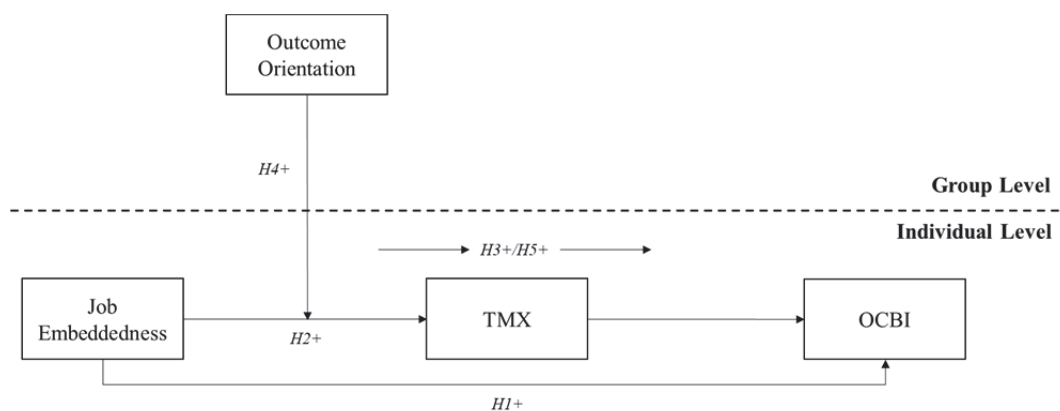 Outcome
Orientation
H4+
Group Level
Individual Level
H3+/H5+
Job
Embeddedness
H2+
TMX
OCBI
H1+